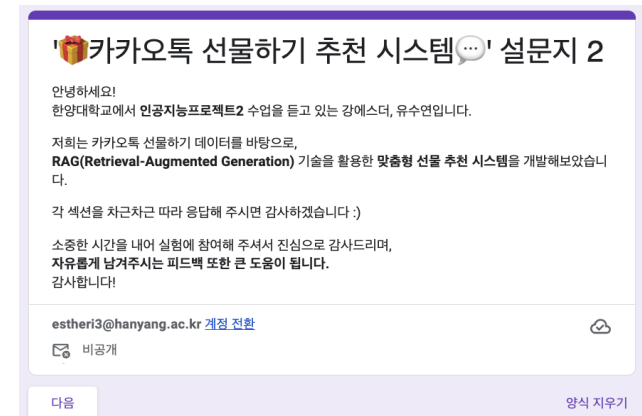 '🎁카카오톡 선물하기 추천 시스템💬' 설문지 2
안녕하세요!
한양대학교에서 인공지능프로젝트2 수업을 듣고 있는 강에스더, 유수연입니다.
저희는 카카오톡 선물하기 데이터를 바탕으로,
RAG(Retrieval-Augmented Generation) 기술을 활용한 맞춤형 선물 추천 시스템을 개발해보았습니
다.
각 섹션을 차근차근 따라 응답해 주시면 감사하겠습니다 :)
소중한 시간을 내어 실험에 참여해 주셔서 진심으로 감사드리며,
자유롭게 남겨주시는 피드백 또한 큰 도움이 됩니다.
감사합니다!
estheri3@hanyang.ac.kr 계정 전환
비공개
다음
양식 지우기